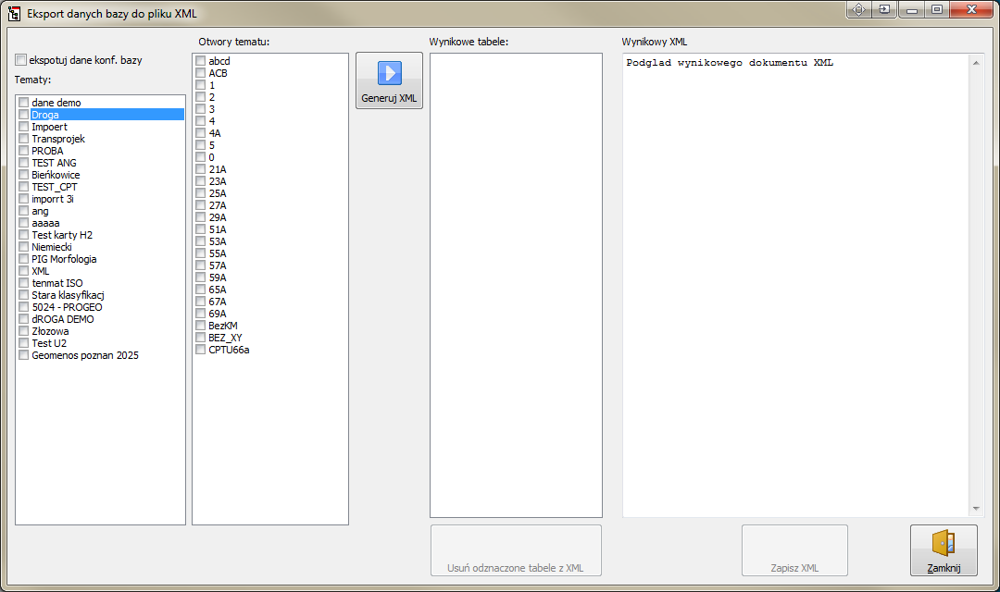 Eksport danych bazy do pliku XML
ekspotuj dane konf. bazy
Tematy:
dane demo
Droga
Impoert
Transprojek
PROBA
TEST ANG
Bieńkowice
TEST_CPT
imporrt 3i
ang
aaaaa
Test karty H2
Niemiecki
PIG Morfologia
XML
tenmat ISO
Stara klasyfikacj
5024 - PROGEO
dROGA DEMO
Złozowa
Test U2
Geomenos poznan 2025
Otwory tematu:
abcd
ACB
1
2
3
4
4A
5
0
21A
23A
25A
27A
29A
51A
53A
55A
57A
59A
65A
67A
69A
BezKM
BEZ_XY
CPTU66a
Generuj XML
Wynikowe tabele:
Usuń odznaczone tabele z XML
Wynikowy XML
Podglad wynikowego dokumentu XML
Zapisz XML
Zamknij